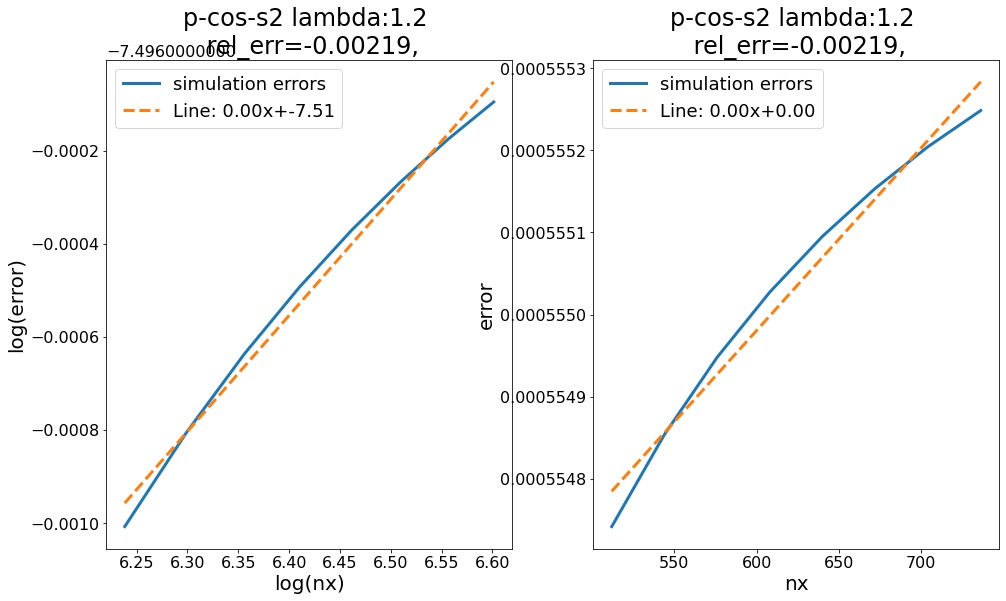 p-cos-s2 lambda:1.2
rel_err=-0.00219,
−7.4960000000
simulation errors
Line: 0.00x+-7.51
−0.0002
−0.0004
−0.0006
−0.0008
−0.0010
log(error)
6.25 6.30 6.35 6.40 6.45 6.50 6.55 6.60
log(nx)
p-cos-s2 lambda:1.2
rel_err=-0.00219,
simulation errors
Line: 0.00x+0.00
0.0005553
0.0005552
0.0005551
0.0005550
0.0005549
0.0005548
error
550 600 650 700
nx